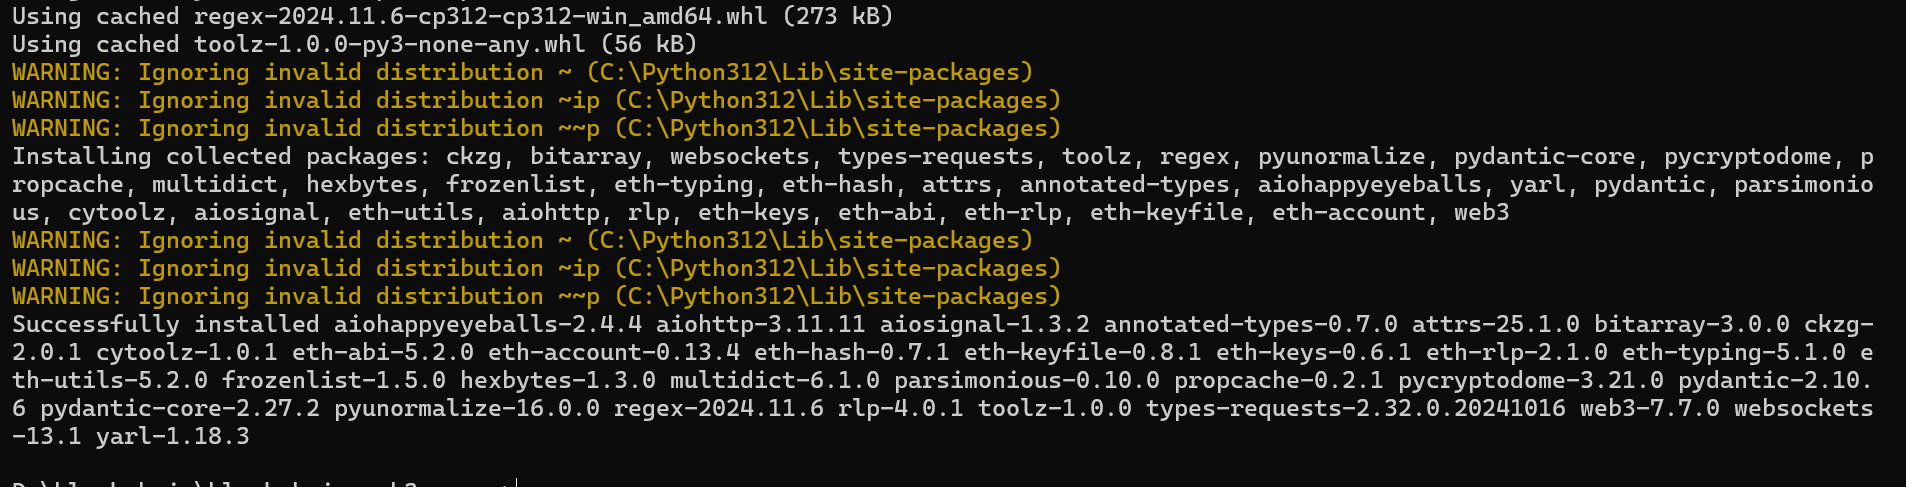 Using cached regex-2024.11.6-cp312-cp312-win_amd64.whl (273 kB)
Using cached toolz-1.0.0-py3-none-any.whl (56 kB)
WARNING: Ignoring invalid distribution ~ (C:\Python312\Lib\site-packages)
WARNING: Ignoring invalid distribution ~ip (C:\Python312\Lib\site-packages)
WARNING: Ignoring invalid distribution ~~p (C:\Python312\Lib\site-packages)
Installing collected packages: ckzg, bitarray, websockets, types-requests, toolz, regex, pyunormalize, pydantic-core, pycryptodome, p
ropcache, multidict, hexbytes, frozenlist, eth-typing, eth-hash, attrs, annotated-types, aiohappyeyeballs, yarl, pydantic, parsimonio
us, cytoolz, aiosignal, eth-utils, aiohttp, rlp, eth-keys, eth-abi, eth-rlp, eth-keyfile, eth-account, web3
WARNING: Ignoring invalid distribution ~ (C:\Python312\Lib\site-packages)
WARNING: Ignoring invalid distribution ~ip (C:\Python312\Lib\site-packages)
WARNING: Ignoring invalid distribution ~~p (C:\Python312\Lib\site-packages)
Successfully installed aiohappyeyeballs-2.4.4 aiohttp-3.11.11 aiosignal-1.3.2 annotated-types-0.7.0 attrs-25.1.0 bitarray-3.0.0 ckzg-
2.0.1 cytoolz-1.0.1 eth-abi-5.2.0 eth-account-0.13.4 eth-hash-0.7.1 eth-keyfile-0.8.1 eth-keys-0.6.1 eth-rlp-2.1.0 eth-typing-5.1.0 e
th-utils-5.2.0 frozenlist-1.5.0 hexbytes-1.3.0 multidict-6.1.0 parsimonious-0.10.0 propcache-0.2.1 pycryptodome-3.21.0 pydantic-2.10.
6 pydantic-core-2.27.2 pyunormalize-16.0.0 regex-2024.11.6 rlp-4.0.1 toolz-1.0.0 types-requests-2.32.0.20241016 web3-7.7.0 websockets
-13.1 yarl-1.18.3